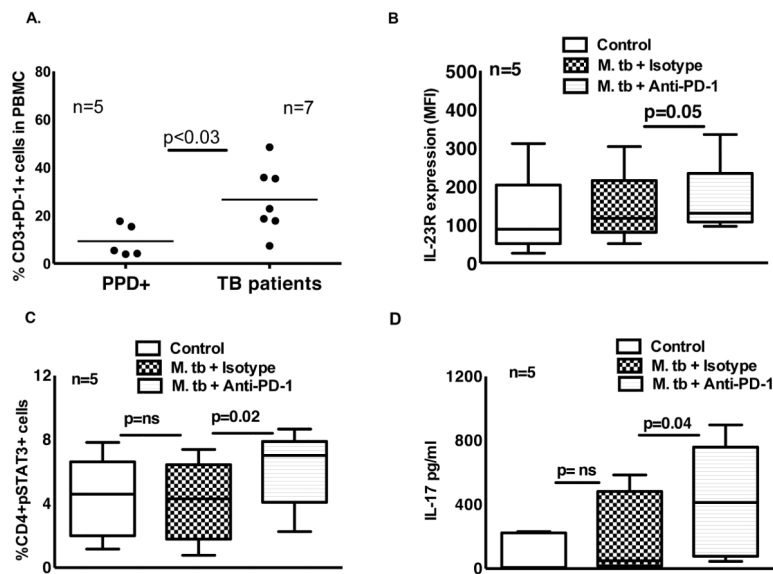 A.
% CD3+PD-1+ cells in PBMC
80
60
40
20
0
n=5
n=7
p<0.03
PPD+
TB patients
B
Control
M. tb + Isotype
M. tb + Anti-PD-1
n=5
IL-23R expression (MFI)
500
400
300
200
100
0
p=0.05
C
Control
M. tb + Isotype
M. tb + Anti-PD-1
n=5
%CD4+pSTAT3+ cells
12
8
4
0
p=ns
p=0.02
D
Control
M. tb + Isotype
M. tb + Anti-PD-1
n=5
IL-17 pg/ml
1200
800
400
0
p= ns
p=0.04